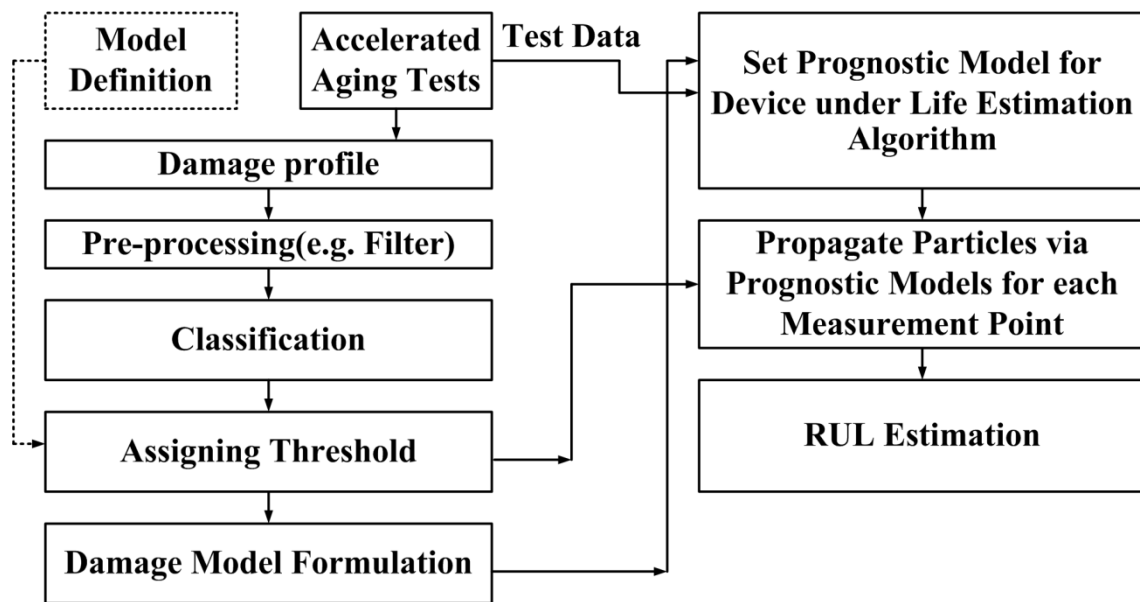 Model
Definition
Accelerated
Aging Tests
Test Data
Damage profile
Pre-processing(e.g. Filter)
Classification
Assigning Threshold
Damage Model Formulation
Set Prognostic Model for
Device under Life Estimation
Algorithm
Propagate Particles via
Prognostic Models for each
Measurement Point
RUL Estimation